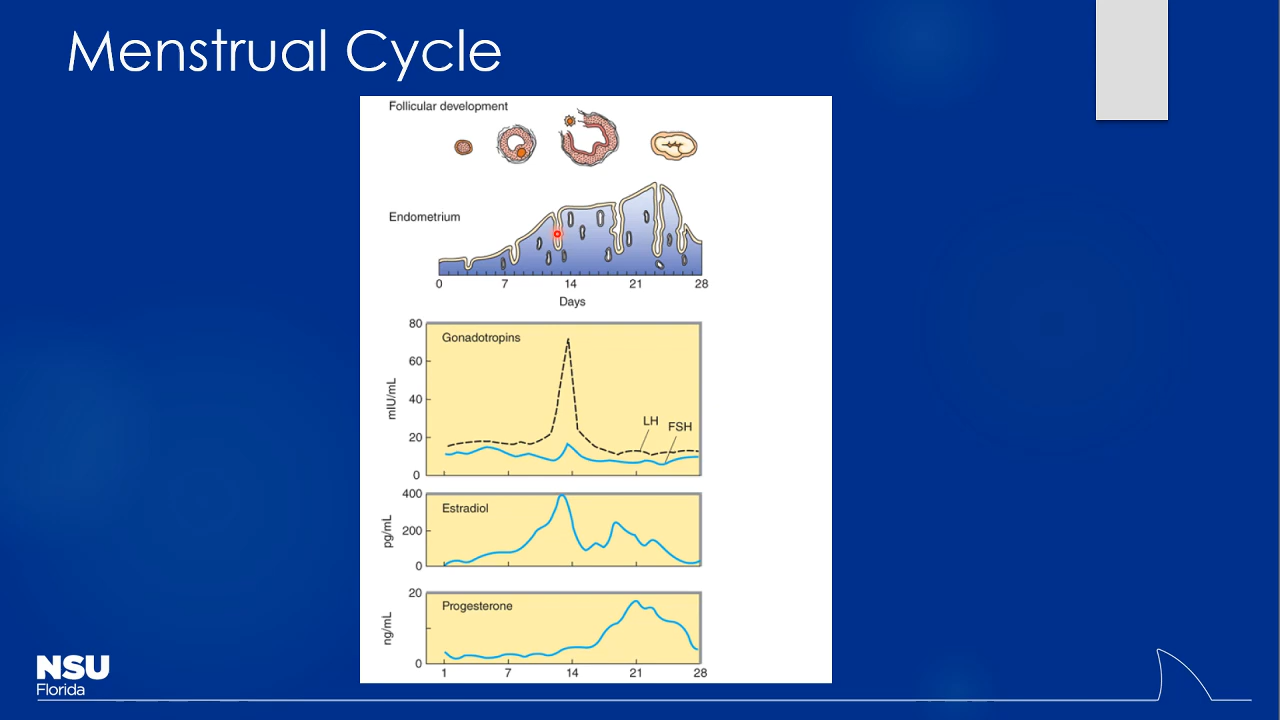 Menstrual Cycle
Follicular development
Endometrium
0 7 14 21 28
Days
80
60
40
20
0
mIU/mL
Gonadotropins
LH
FSH
400
200
0
pg/mL
Estradiol
20
0
ng/mL
Progesterone
1 7 14 21 28
NSU
Florida